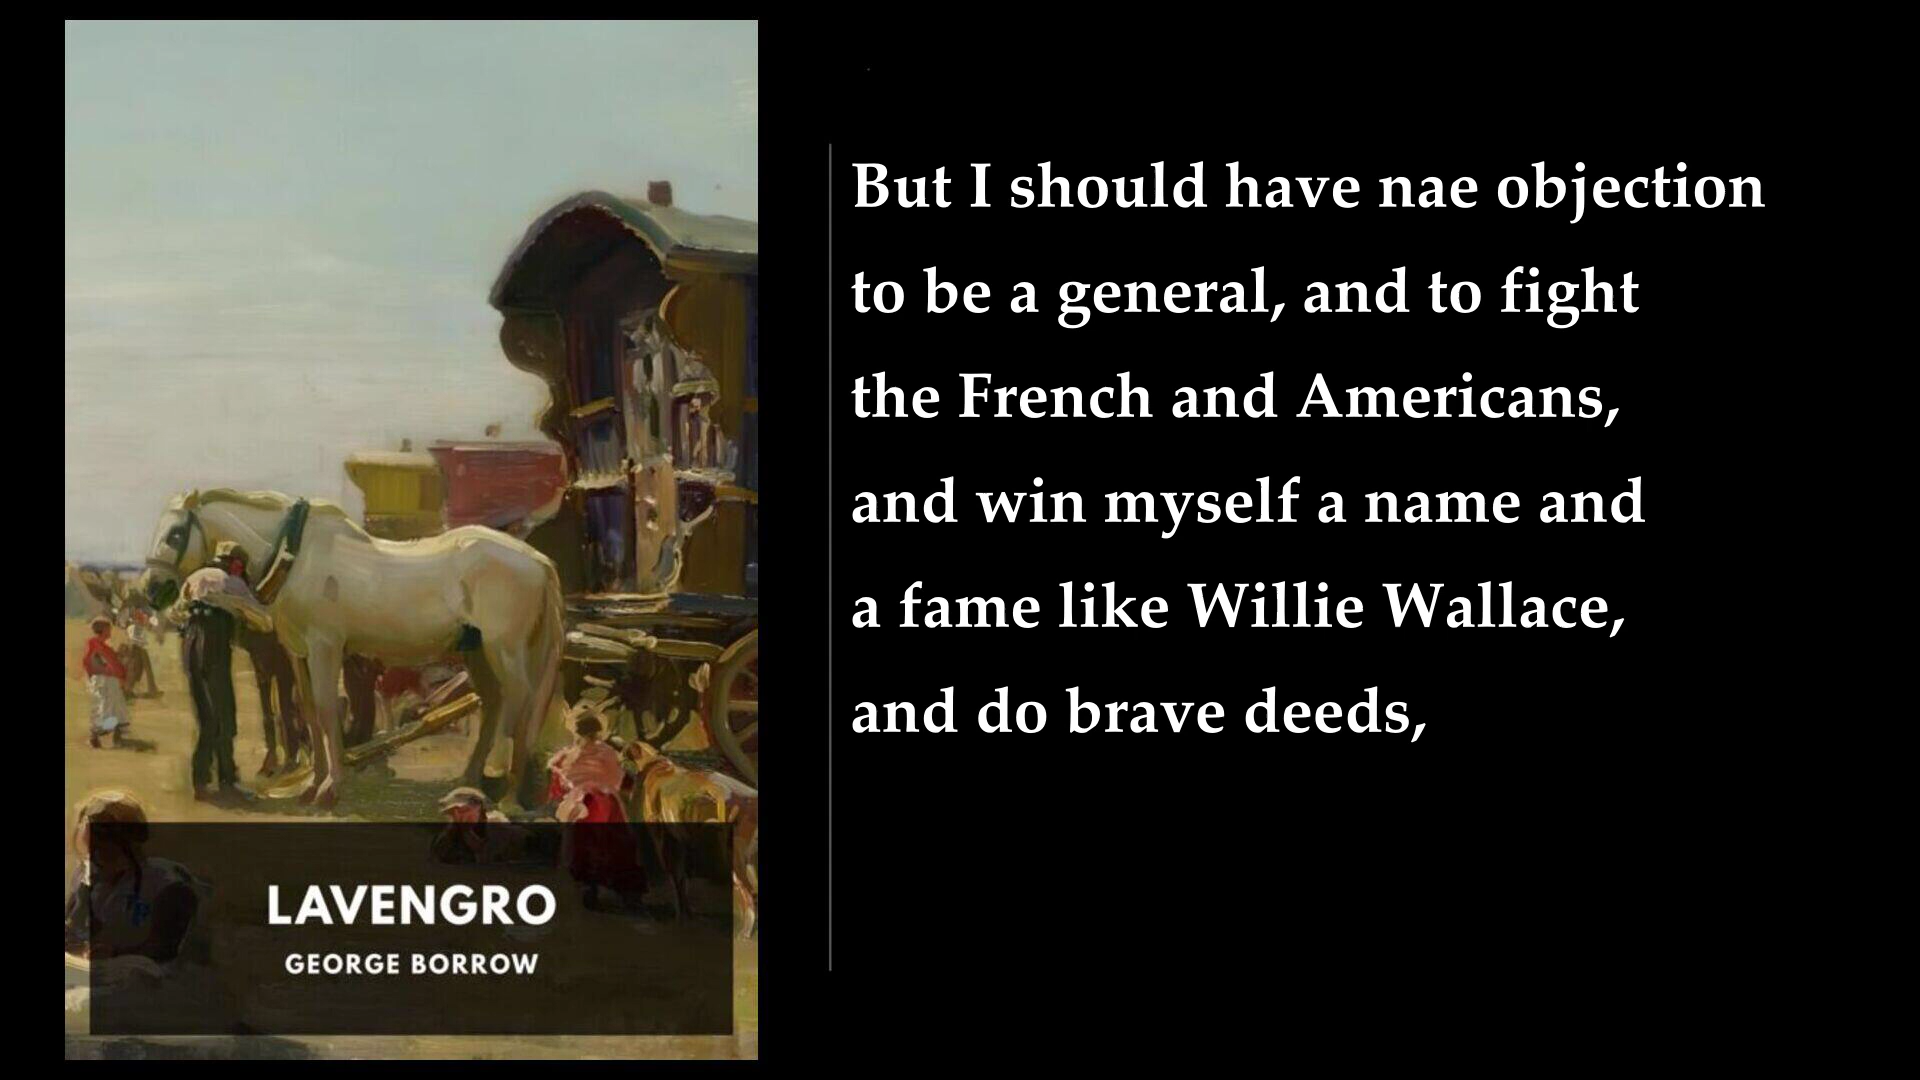 But I should have nae objection
to be a general, and to fight
the French and Americans,
and win myself a name and
a fame like Willie Wallace,
and do brave deeds,
LAVENGRO
GEORGE BORROW